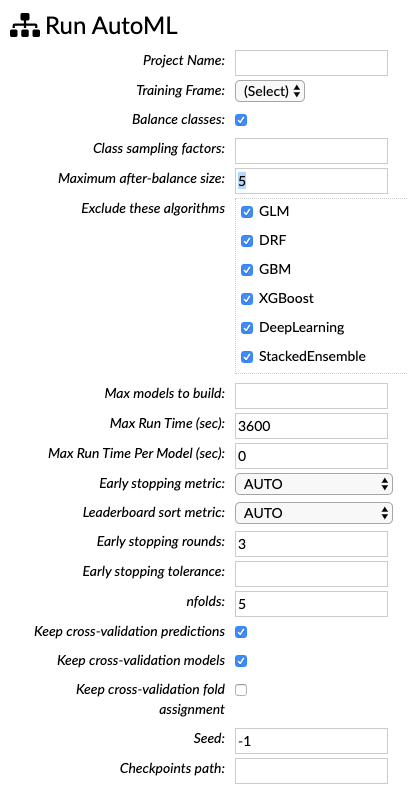 Run AutoML
Project Name:
Training Frame: (Select)
Balance classes:
Class sampling factors:
Maximum after-balance size: 5
Exclude these algorithms GLM
DRF
GBM
XGBoost
DeepLearning
StackedEnsemble
Max models to build:
Max Run Time (sec): 3600
Max Run Time Per Model (sec): 0
Early stopping metric: AUTO
Leaderboard sort metric: AUTO
Early stopping rounds: 3
Early stopping tolerance:
nfolds: 5
Keep cross-validation predictions
Keep cross-validation models
Keep cross-validation fold
assignment
Seed: -1
Checkpoints path: